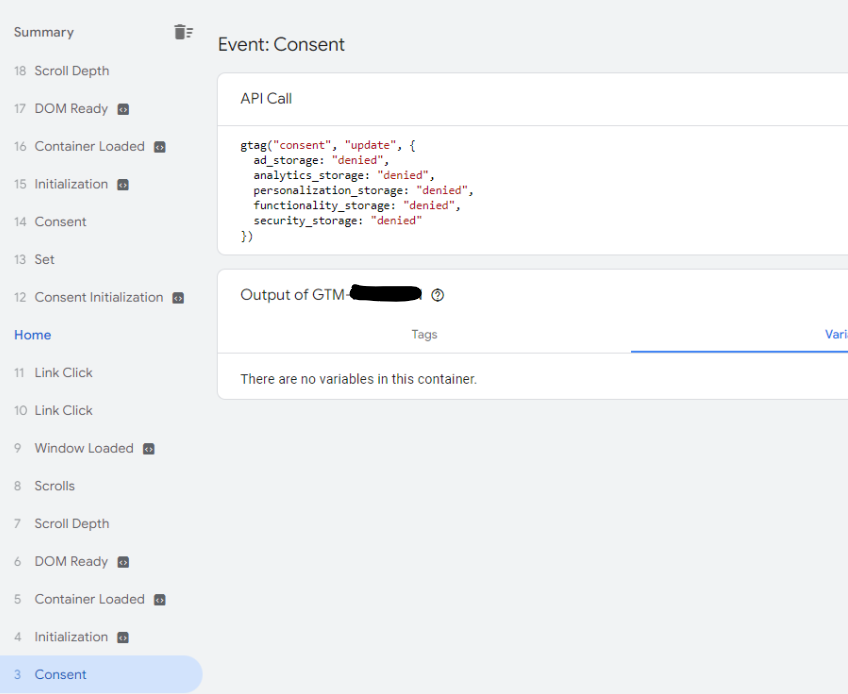 Summary
18 Scroll Depth
17 DOM Ready
16 Container Loaded
15 Initialization
14 Consent
13 Set
12 Consent Initialization
Home
11 Link Click
10 Link Click
9 Window Loaded
8 Scrolls
7 Scroll Depth
6 DOM Ready
5 Container Loaded
4 Initialization
3 Consent
Event: Consent
API Call
gtag("consent", "update", {
  ad_storage: "denied",
  analytics_storage: "denied",
  personalization_storage: "denied",
  functionality_storage: "denied",
  security_storage: "denied"
})
Output of GTM-
Tags
Vari
There are no variables in this container.